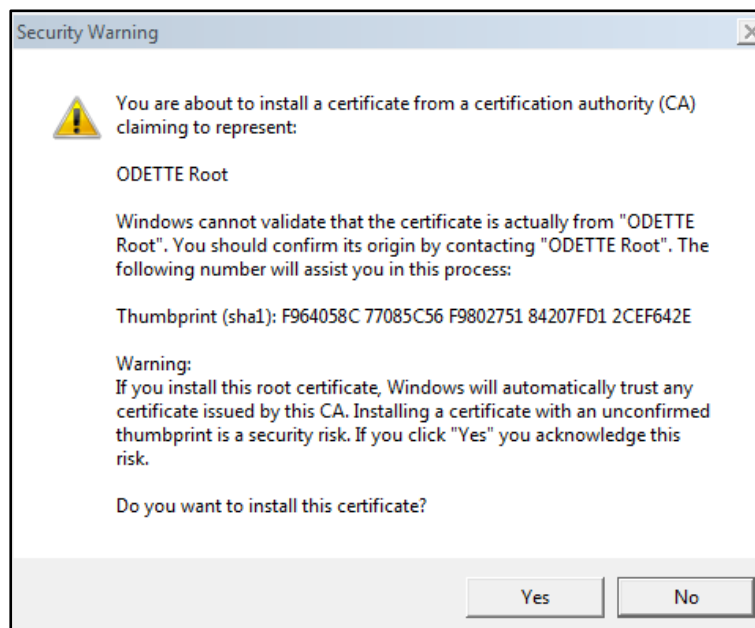 Security Warning
You are about to install a certificate from a certification authority (CA)
claiming to represent:
ODETTE Root
Windows cannot validate that the certificate is actually from "ODETTE
Root". You should confirm its origin by contacting "ODETTE Root". The
following number will assist you in this process:
Thumbprint (sha1): F964058C 77085C56 F9802751 84207FD1 2CEF642E
Warning:
If you install this root certificate, Windows will automatically trust any
certificate issued by this CA. Installing a certificate with an unconfirmed
thumbprint is a security risk. If you click "Yes" you acknowledge this
risk.
Do you want to install this certificate?
Yes No